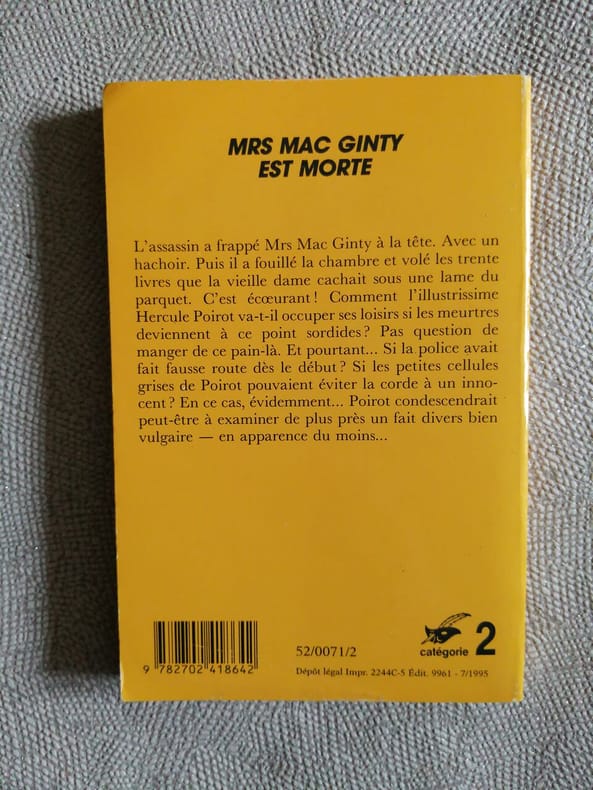 MRS MAC GINTY
EST MORTE
L'assassin a frappé Mrs Mac Ginty à la tête. Avec un
hachoir. Puis il a fouillé la chambre et volé les trente
livres que la vieille dame cachait sous une lame du
parquet. C'est écœurant ! Comment l'illustrissime
Hercule Poirot va-t-il occuper ses loisirs si les meurtres
deviennent à ce point sordides ? Pas question de
manger de ce pain-là. Et pourtant... Si la police avait
fait fausse route dès le début ? Si les petites cellules
grises de Poirot pouvaient éviter la corde à un inno-
cent ? En ce cas, évidemment... Poirot condescendrait
peut-être à examiner de plus près un fait divers bien
vulgaire — en apparence du moins...
9 782702 418642
52/0071/2
catégorie 2
Dépôt légal Impr. 2244C-5 Édit. 9961 - 7/1995